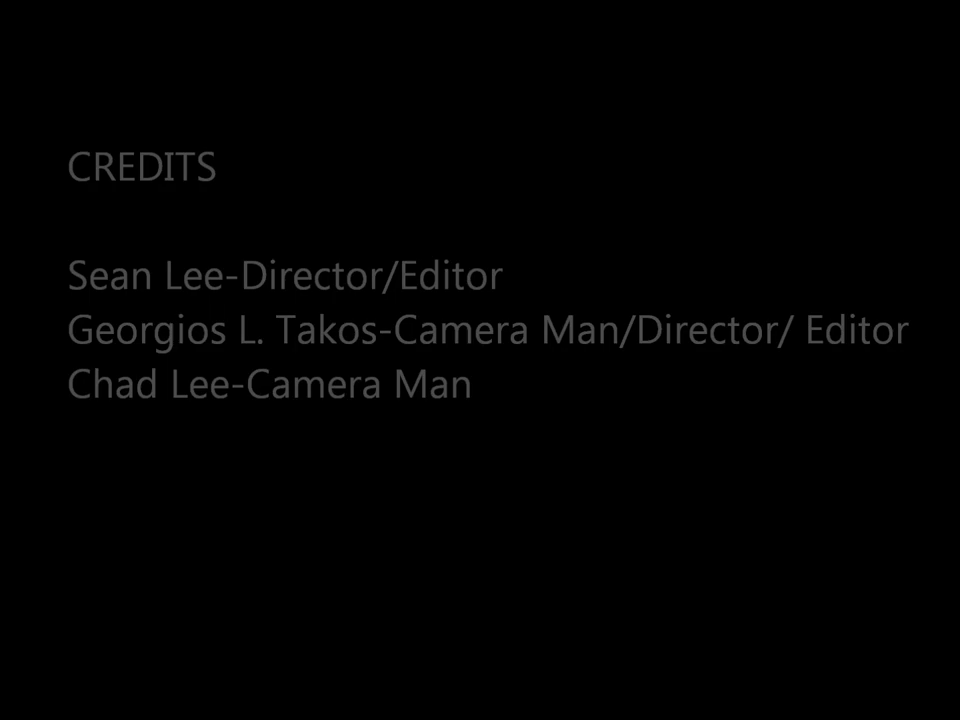 CREDITS
Sean Lee-Director/Editor
Georgios L. Takos-Camera Man/Director/ Editor
Chad Lee-Camera Man